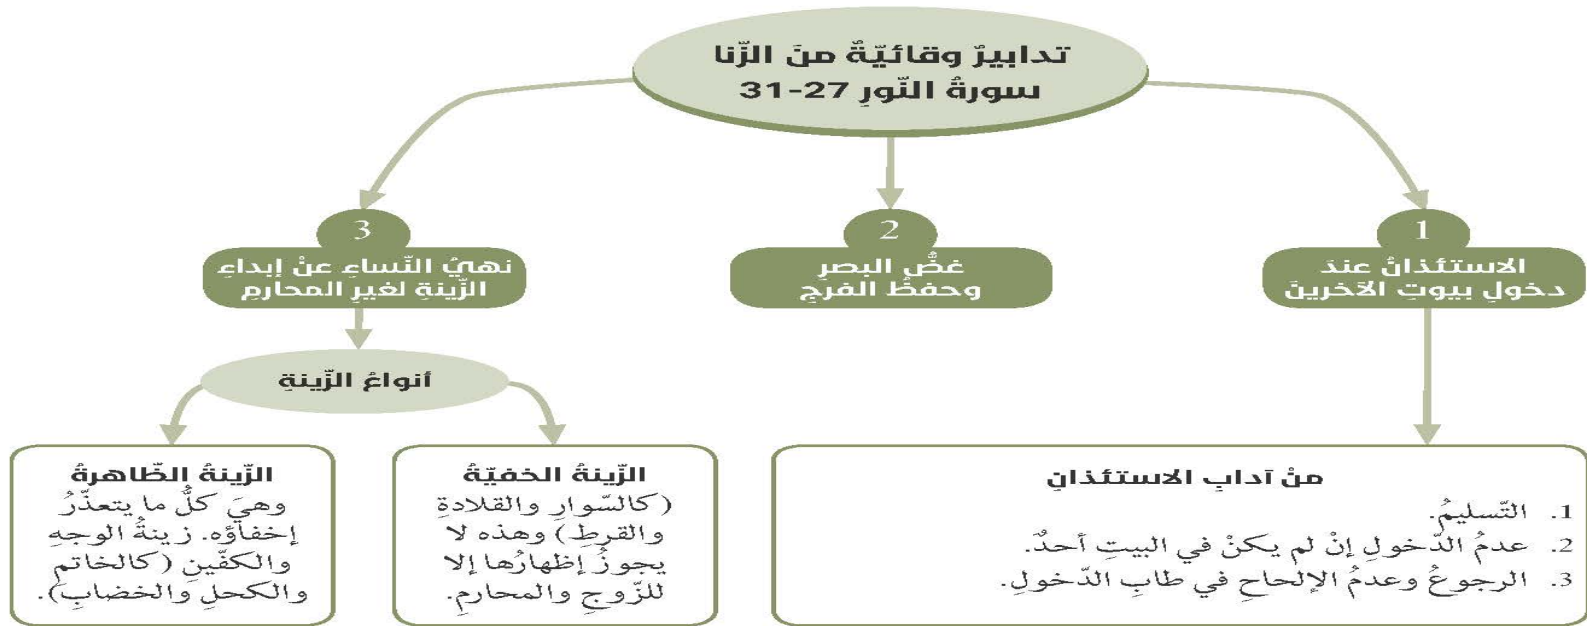 تدابيرُ وقائيّةٌ منَ الزّنا
سورةُ النّورِ 27-31
1
الاستئذانُ عندَ
دخولِ بيوتِ الآخرينَ
2
غضُّ البصرِ
وحفظُ الفرجِ
3
نهيُ النّساءِ عنْ إبداءِ
الزّينةِ لغيرِ المحارمِ
منْ آدابِ الاستئذانِ
1. التّسليمُ.
2. عدمُ الدّخولِ إنْ لم يكنْ في البيتِ أحدٌ.
3. الرجوعُ وعدمُ الإلحاحِ في طابِ الدّخولِ.
أنواعُ الزّينةِ
الزّينةُ الخفيّةُ
(كالسّوارِ والقلادةِ
والقرطِ) وهذه لا
يجوزُ إظهارُها إلا
للزّوجِ والمحارمِ.
الزّينةُ الظّاهرةُ
وهيَ كلُّ ما يتعذّرُ
إخفاؤه. زينةُ الوجهِ
والكفّينِ (كالخاتمِ
والكحلِ والخضابِ).